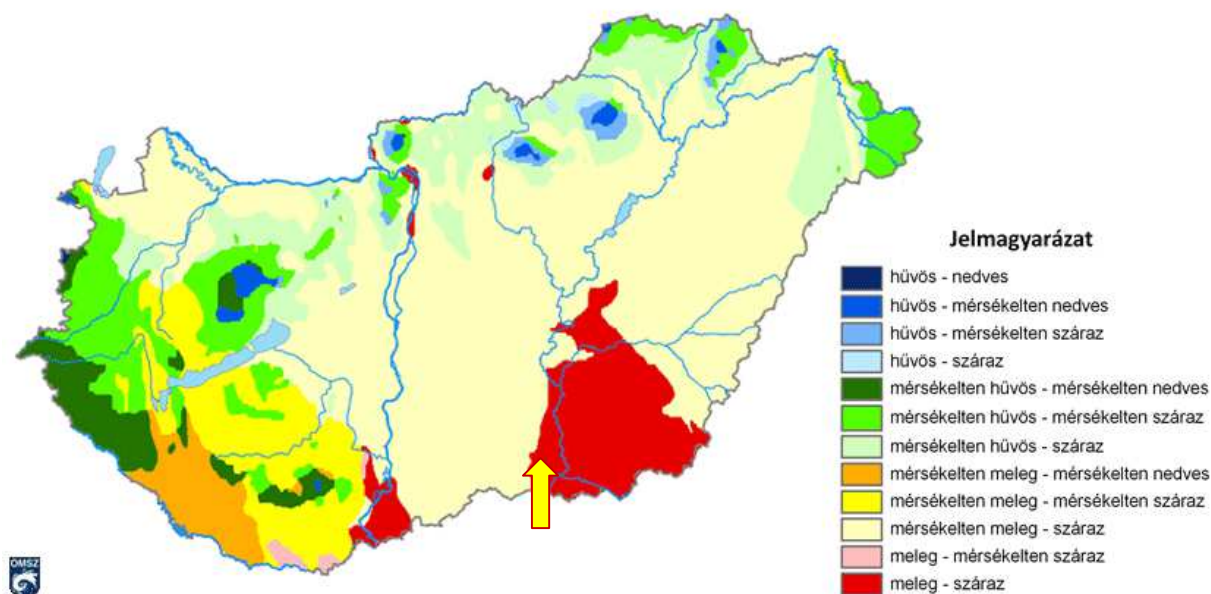 Jelmagyarázat
hűvös - nedves
hűvös - mérsékelten nedves
hűvös - mérsékelten száraz
hűvös - száraz
mérsékelten hűvös - mérsékelten nedves
mérsékelten hűvös - mérsékelten száraz
mérsékelten hűvös - száraz
mérsékelten meleg - mérsékelten nedves
mérsékelten meleg - mérsékelten száraz
mérsékelten meleg - száraz
meleg - mérsékelten száraz
meleg - száraz
OMSZ